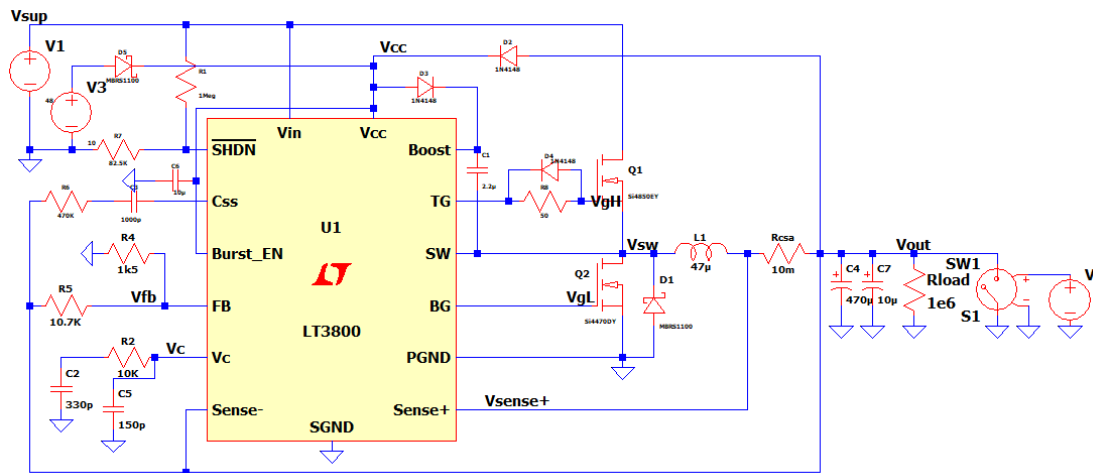 Vsup
V1
V3
48
10
D5
MBRS1100
R1
1Meg
R7
82.5K
C6
10µ
R6
470K
1000p
R4
1k5
R5
10.7K
Vfb
R2
10K
Vc
C2
330p
C5
150p
Vcc
D2
1N4148
D3
1N4148
Vin
Vcc
SHDN
Css
Burst_EN
FB
Vc
Sense-
U1
LT3800
SGND
Boost
TG
SW
BG
PGND
Sense+
C1
2.2µ
D4
1N4148
R8
50
VgH
Q1
Si4850EY
Vsw
Q2
VgL
Si4470DY
D1
MBRS1100
L1
47µ
Rcsa
10m
Vsense+
Vout
C4
470µ
C7
10µ
Rload
1e6
SW1
S1